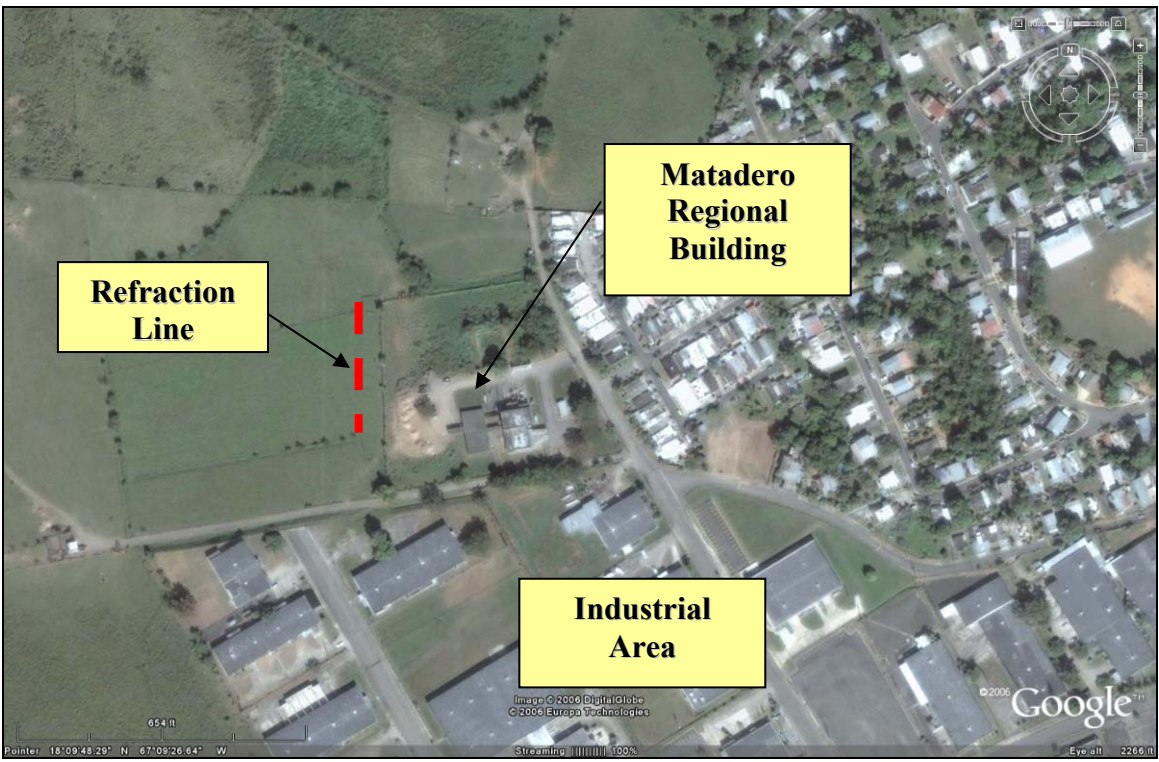 N
Matadero
Regional
Building
Refraction
Line
Industrial
Area
Image © 2006 DigitalGlobe
© 2006 Europa Technologies
© 2006 Google™
654 ft
Pointer 18°09'48.29" N 67°09'26.64" W
Streaming |||||||||| 100%
Eye alt 2266 ft